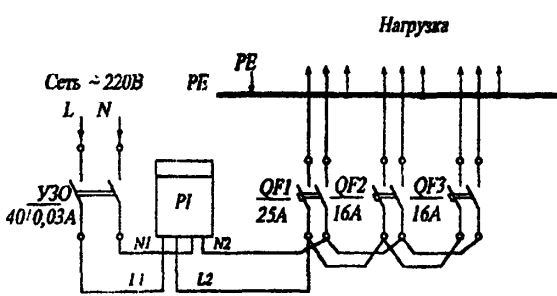 Нагрузка
PE
PE
Сеть ~ 220В
L N
УЗО
40/0,03А
PI
QF1
25А
QF2
16А
QF3
16А
N1 N2
L1 L2